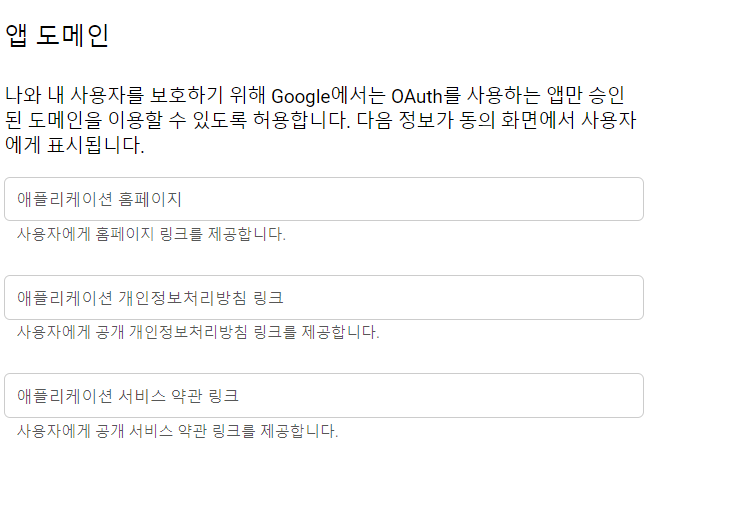 앱 도메인
나와 내 사용자를 보호하기 위해 Google에서는 OAuth를 사용하는 앱만 승인
된 도메인을 이용할 수 있도록 허용합니다. 다음 정보가 동의 화면에서 사용자
에게 표시됩니다.
애플리케이션 홈페이지
사용자에게 홈페이지 링크를 제공합니다.
애플리케이션 개인정보처리방침 링크
사용자에게 공개 개인정보처리방침 링크를 제공합니다.
애플리케이션 서비스 약관 링크
사용자에게 공개 서비스 약관 링크를 제공합니다.